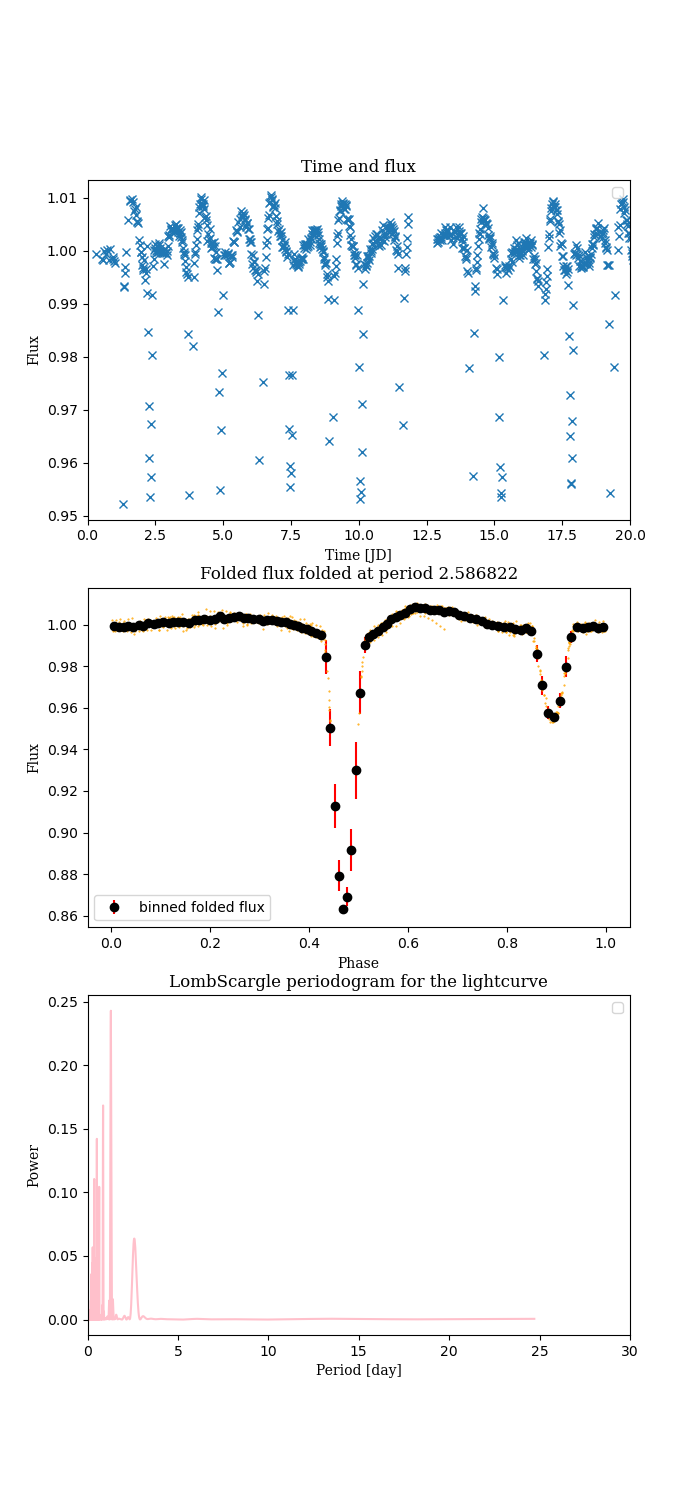 Time and flux
1.01
1.00
0.99
0.98
0.97
0.96
0.95
Flux
0.0 2.5 5.0 7.5 10.0 12.5 15.0 17.5 20.0
Time [JD]
Folded flux folded at period 2.586822
1.00
0.98
0.96
0.94
0.92
0.90
0.88
0.86
Flux
binned folded flux
0.0 0.2 0.4 0.6 0.8 1.0
Phase
LombScargle periodogram for the lightcurve
0.25
0.20
0.15
0.10
0.05
0.00
Power
0 5 10 15 20 25 30
Period [day]